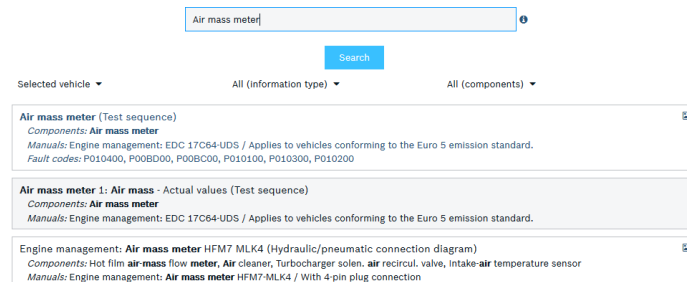 Air mass meter
Search
Selected vehicle All (information type) All (components)
Air mass meter (Test sequence)
Components: Air mass meter
Manuals: Engine management: EDC 17C64-UDS / Applies to vehicles conforming to the Euro 5 emission standard.
Fault codes: P010400, P00BD00, P00BC00, P010100, P010300, P010200
Air mass meter 1: Air mass - Actual values (Test sequence)
Components: Air mass meter
Manuals: Engine management: EDC 17C64-UDS / Applies to vehicles conforming to the Euro 5 emission standard.
Engine management: Air mass meter HFM7 MLK4 (Hydraulic/pneumatic connection diagram)
Components: Hot film air-mass flow meter, Air cleaner, Turbocharger solen. air recircul. valve, Intake-air temperature sensor
Manuals: Engine management: Air mass meter HFM7-MLK4 / With 4-pin plug connection